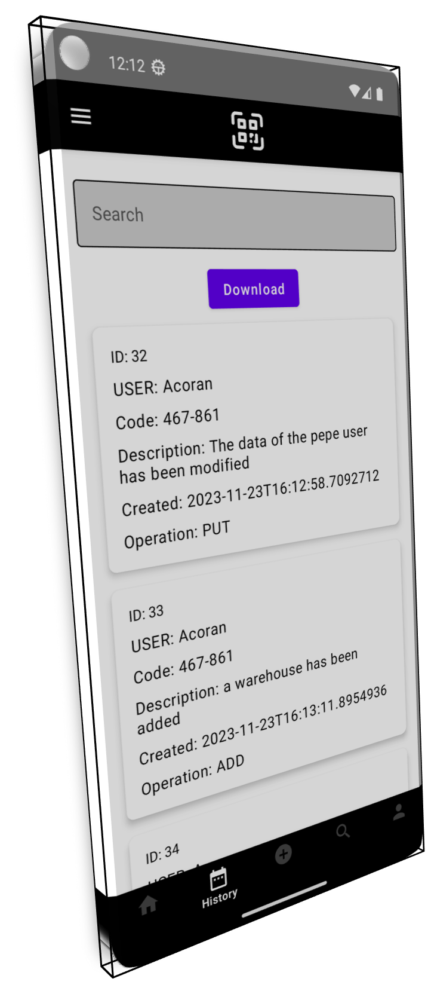 12:12
Search
Download
ID: 32
USER: Acoran
Code: 467-861
Description: The data of the pepe user
has been modified
Created: 2023-11-23T16:12:58.7092712
Operation: PUT
ID: 33
USER: Acoran
Code: 467-861
Description: a warehouse has been
added
Created: 2023-11-23T16:13:11.8954936
Operation: ADD
ID: 34
USER:
History